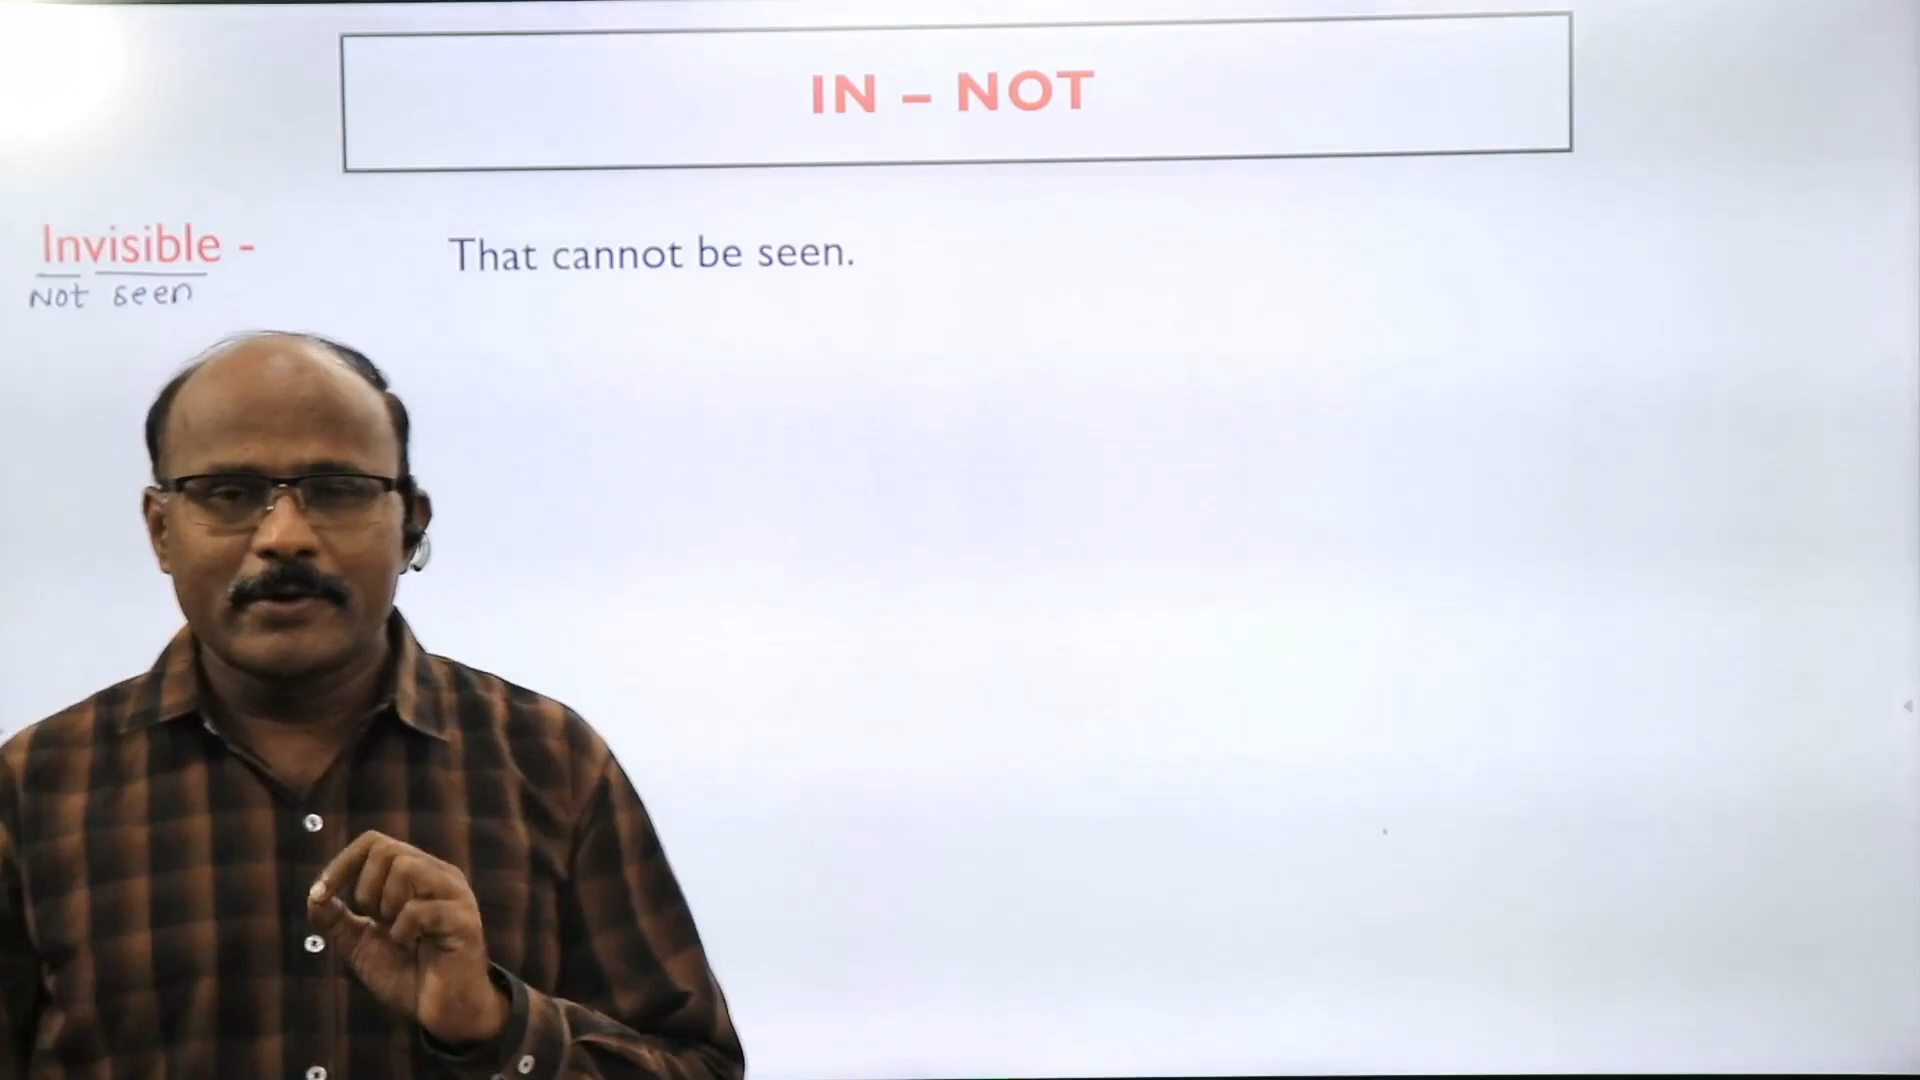 IN – NOT
Invisible - That cannot be seen.
Not seen